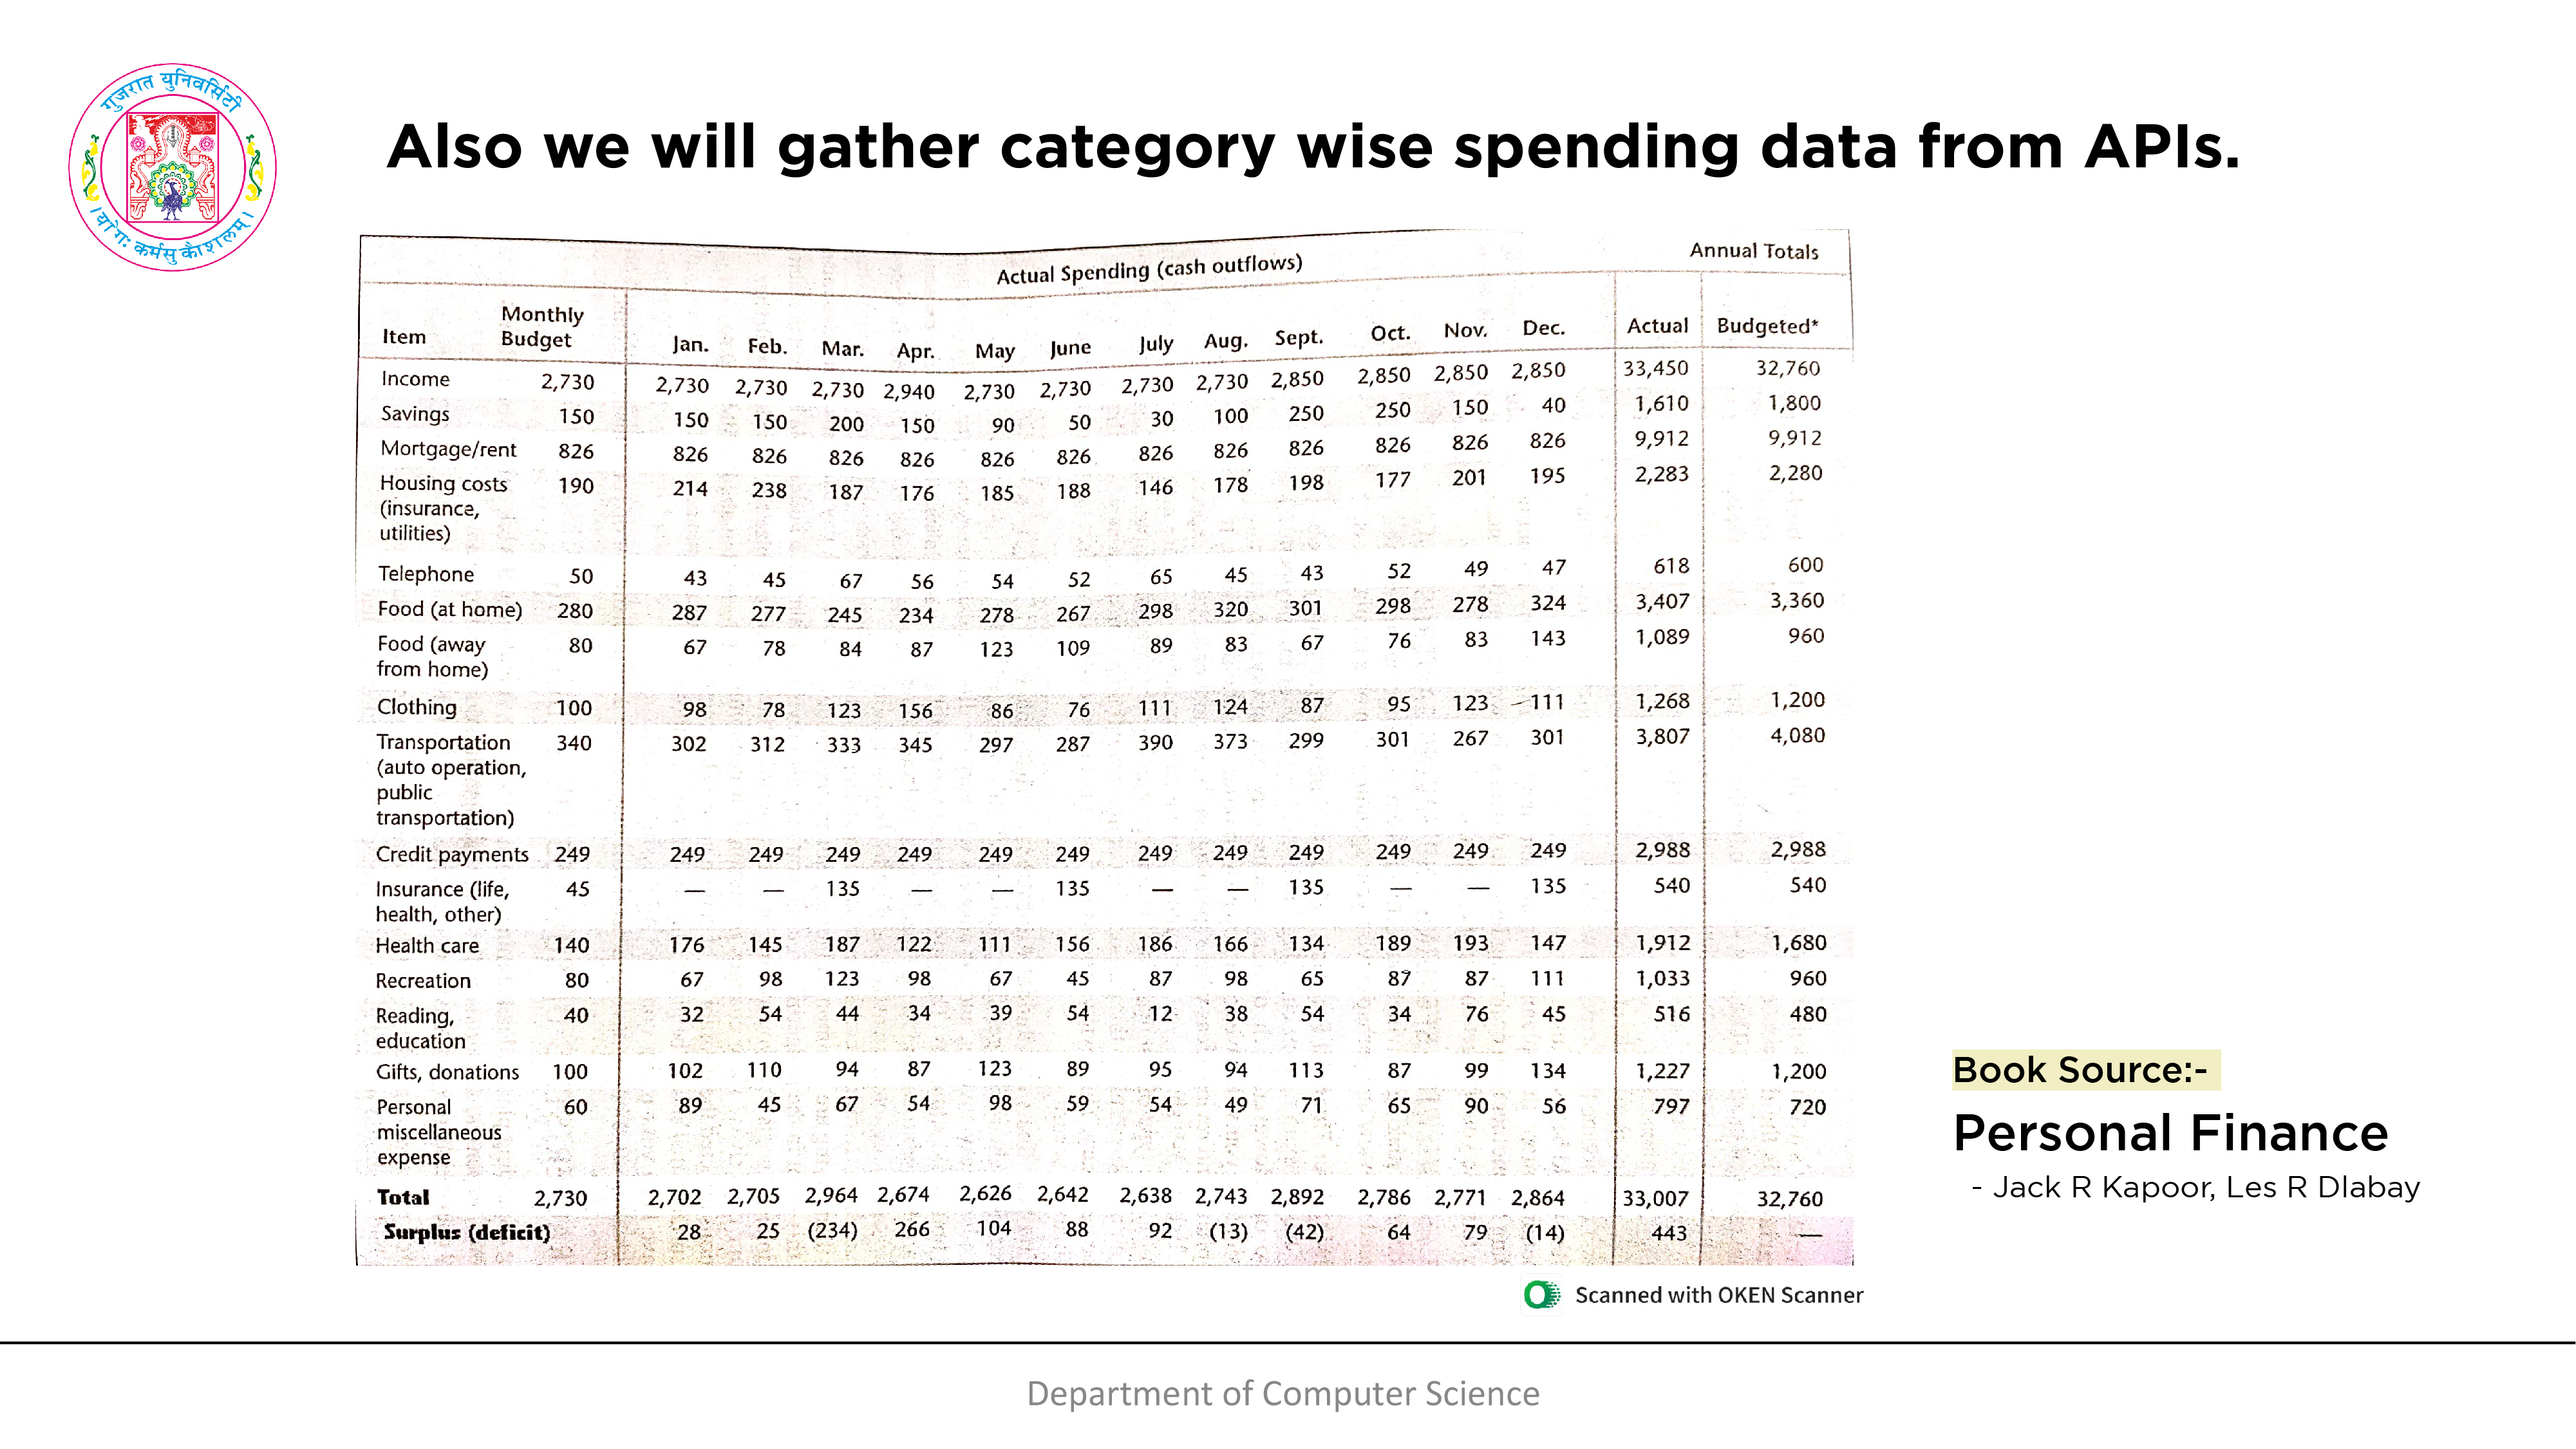 गुजरात युनिवर्सिटी
। योगः कर्मसु कौशलम् ।
Also we will gather category wise spending data from APIs.
Actual Spending (cash outflows) Annual Totals
Item Monthly Budget Jan. Feb. Mar. Apr. May June July Aug. Sept. Oct. Nov. Dec. Actual Budgeted*
Income 2,730 2,730 2,730 2,730 2,940 2,730 2,730 2,730 2,730 2,850 2,850 2,850 2,850 33,450 32,760
Savings 150 150 150 200 150 90 50 30 100 250 250 150 40 1,610 1,800
Mortgage/rent 826 826 826 826 826 826 826 826 826 826 826 826 826 9,912 9,912
Housing costs 190 214 238 187 176 185 188 146 178 198 177 201 195 2,283 2,280
(insurance,
utilities)
Telephone 50 43 45 67 56 54 52 65 45 43 52 49 47 618 600
Food (at home) 280 287 277 245 234 278 267 298 320 301 298 278 324 3,407 3,360
Food (away 80 67 78 84 87 123 109 89 83 67 76 83 143 1,089 960
from home)
Clothing 100 98 78 123 156 86 76 111 124 87 95 123 111 1,268 1,200
Transportation 340 302 312 333 345 297 287 390 373 299 301 267 301 3,807 4,080
(auto operation,
public
transportation)
Credit payments 249 249 249 249 249 249 249 249 249 249 249 249 249 2,988 2,988
Insurance (life, 45 — — 135 — — 135 — — 135 — — 135 540 540
health, other)
Health care 140 176 145 187 122 111 156 186 166 134 189 193 147 1,912 1,680
Recreation 80 67 98 123 98 67 45 87 98 65 87 87 111 1,033 960
Reading, 40 32 54 44 34 39 54 12 38 54 34 76 45 516 480
education
Gifts, donations 100 102 110 94 87 123 89 95 94 113 87 99 134 1,227 1,200
Personal 60 89 45 67 54 98 59 54 49 71 65 90 56 797 720
miscellaneous
expense
Total 2,730 2,702 2,705 2,964 2,674 2,626 2,642 2,638 2,743 2,892 2,786 2,771 2,864 33,007 32,760
Surplus (deficit) 28 25 (234) 266 104 88 92 (13) (42) 64 79 (14) 443 —
Book Source:-
Personal Finance
- Jack R Kapoor, Les R Dlabay
Scanned with OKEN Scanner
Department of Computer Science